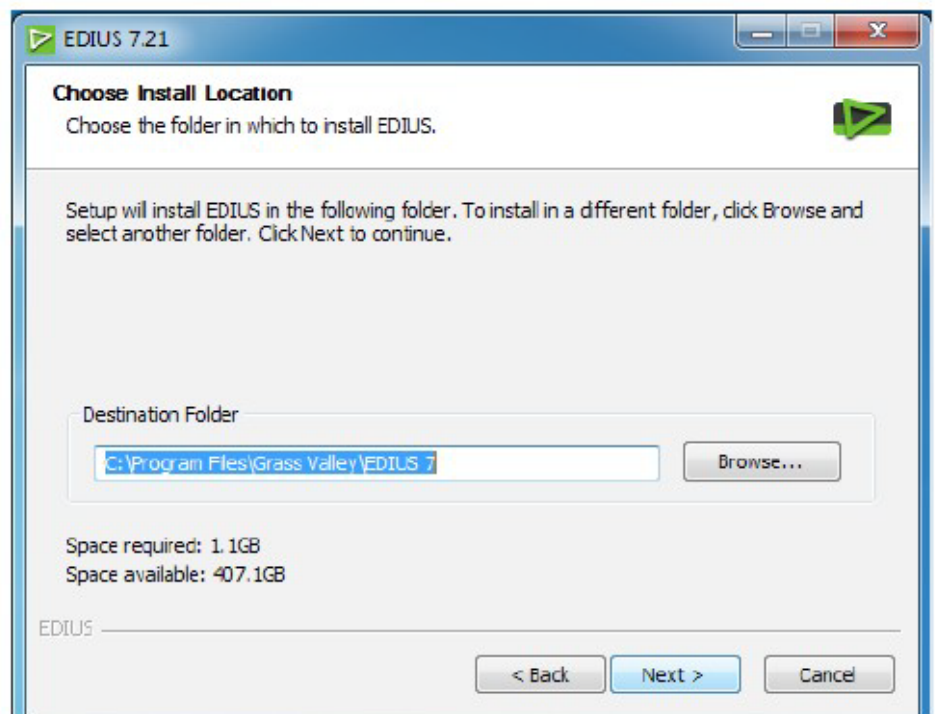 EDIUS 7.21
Choose Install Location
Choose the folder in which to install EDIUS.
Setup will install EDIUS in the following folder. To install in a different folder, click Browse and
select another folder. Click Next to continue.
Destination Folder
C:\Program Files\Grass Valley\EDIUS 7
Browse...
Space required: 1.1GB
Space available: 407.1GB
EDIUS
< Back
Next >
Cancel